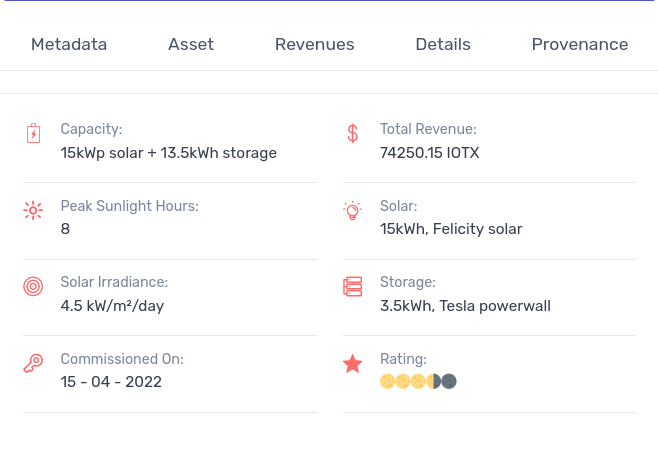 Metadata Asset Revenues Details Provenance
Capacity:
15kWp solar + 13.5kWh storage
Total Revenue:
74250.15 IOTX
Peak Sunlight Hours:
8
Solar:
15kWh, Felicity solar
Solar Irradiance:
4.5 kW/m²/day
Storage:
3.5kWh, Tesla powerwall
Commissioned On:
15 - 04 - 2022
Rating: